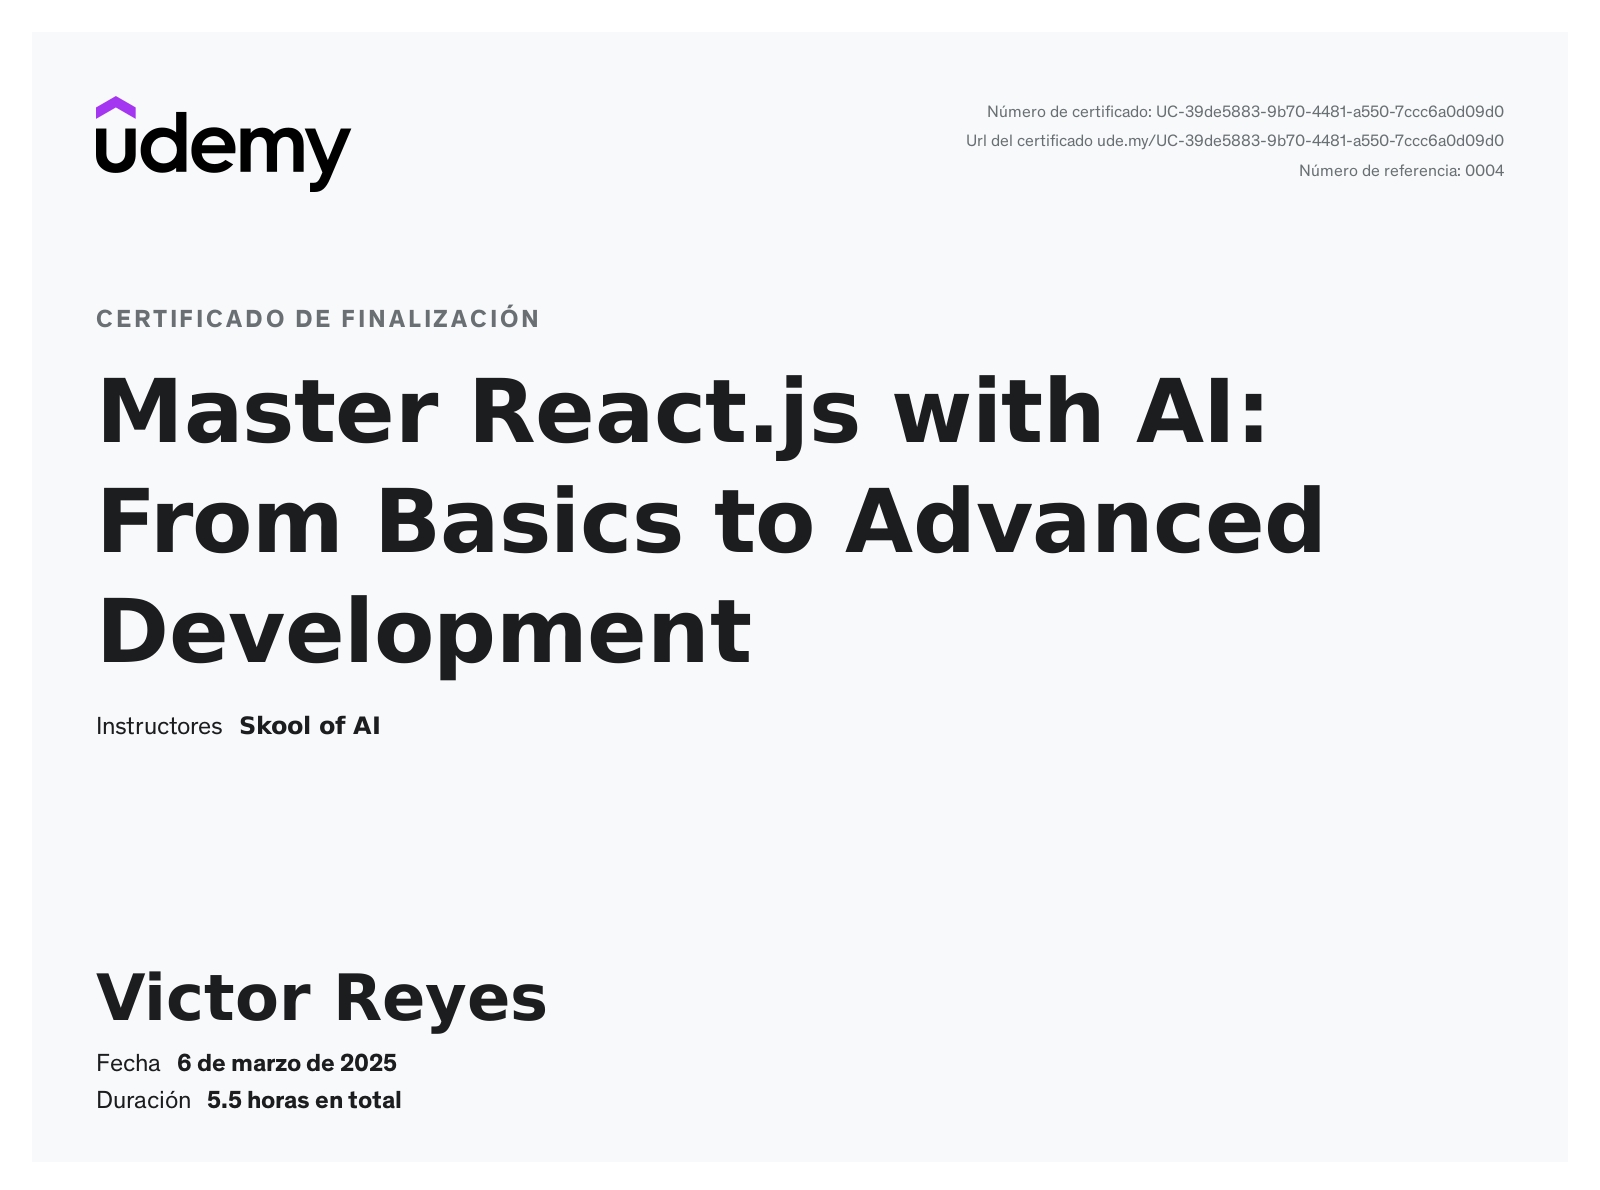 udemy
Número de certificado: UC-39de5883-9b70-4481-a550-7ccc6a0d09d0
Url del certificado ude.my/UC-39de5883-9b70-4481-a550-7ccc6a0d09d0
Número de referencia: 0004
CERTIFICADO DE FINALIZACIÓN
Master React.js with AI:
From Basics to Advanced
Development
Instructores Skool of AI
Victor Reyes
Fecha 6 de marzo de 2025
Duración 5.5 horas en total